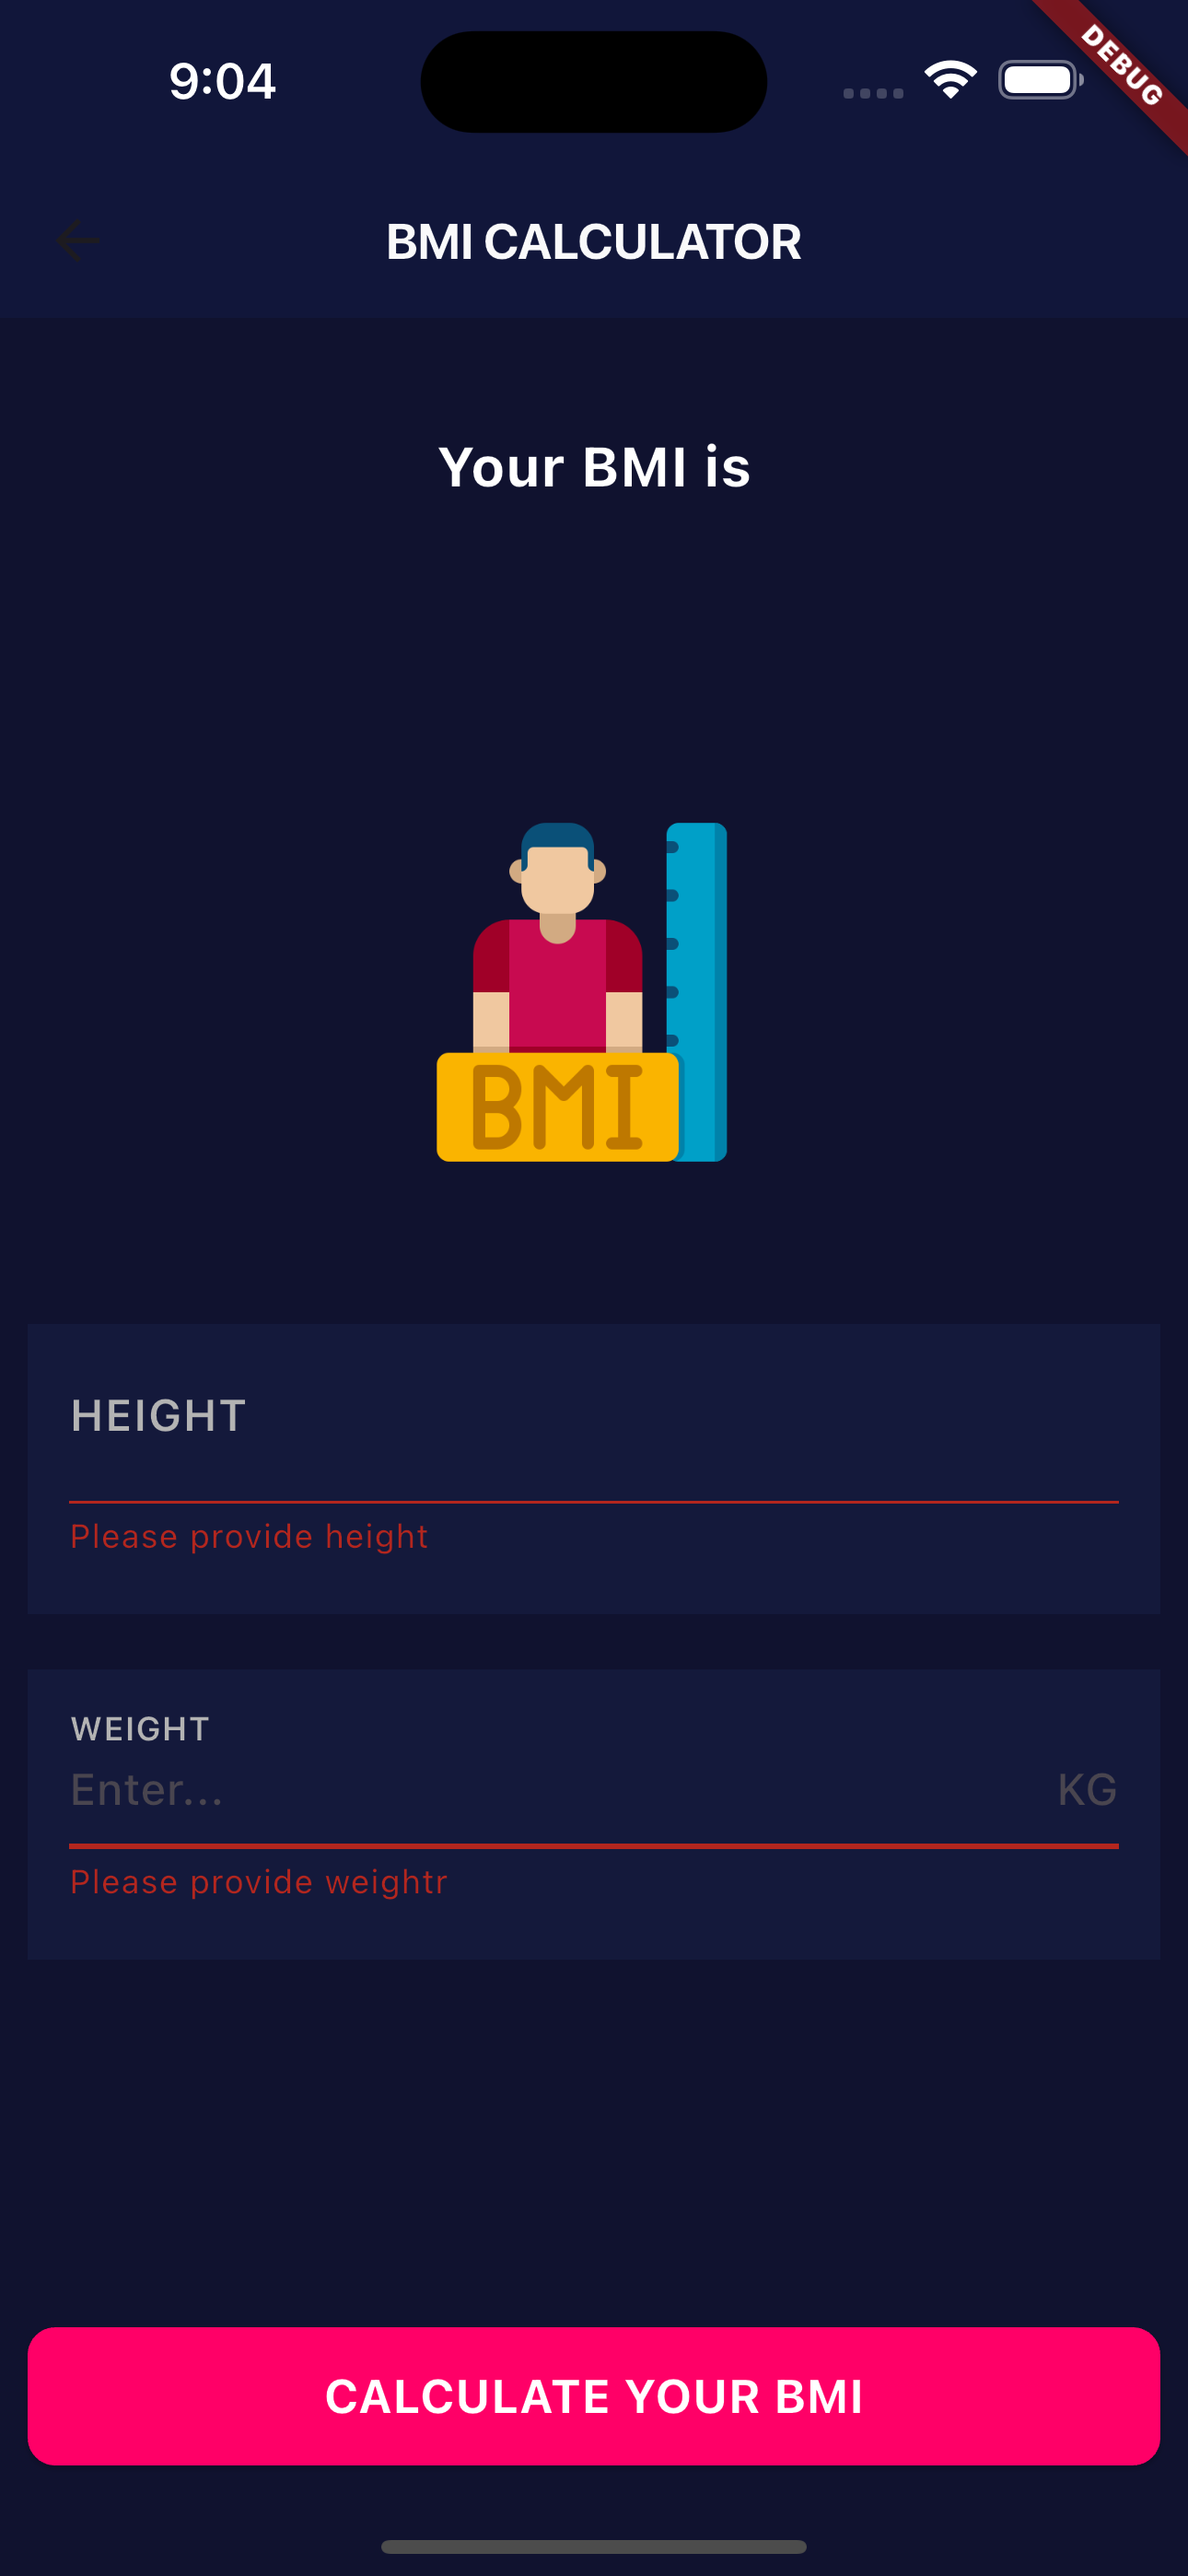 9:04
DEBUG
BMI CALCULATOR
Your BMI is
BMI
HEIGHT
Please provide height
WEIGHT
Enter... KG
Please provide weightr
CALCULATE YOUR BMI